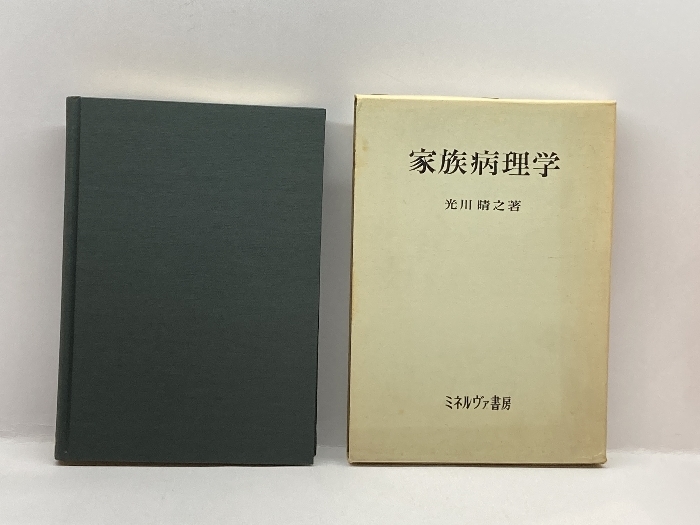 家族病理学
光川晴之著
ミネルヴァ書房